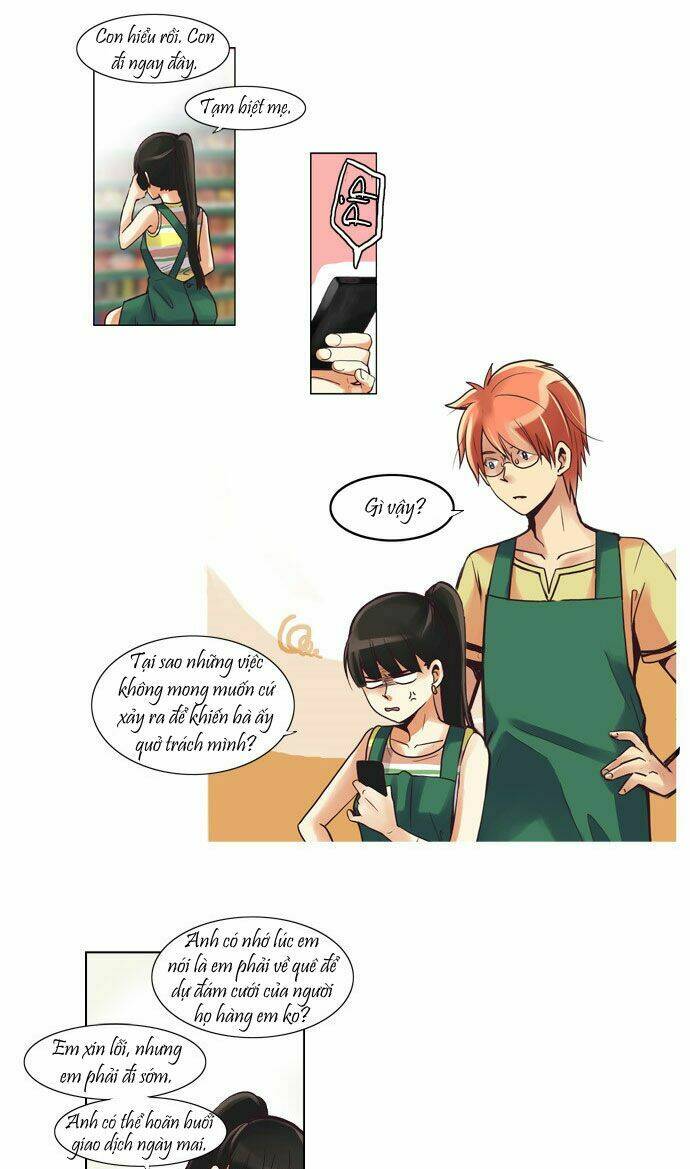 Con hiểu rồi. Con
đi ngay đây.
Tạm biệt mẹ.
PIP
Gì vậy?
Tại sao những việc
không mong muốn cứ
xảy ra để khiến bà ấy
quở trách mình?
Anh có nhớ lúc em
nói là em phải về quê để
dự đám cưới của người
họ hàng em ko?
Em xin lỗi, nhưng
em phải đi sớm.
Anh có thể hoãn buổi
giao dịch ngày mai.